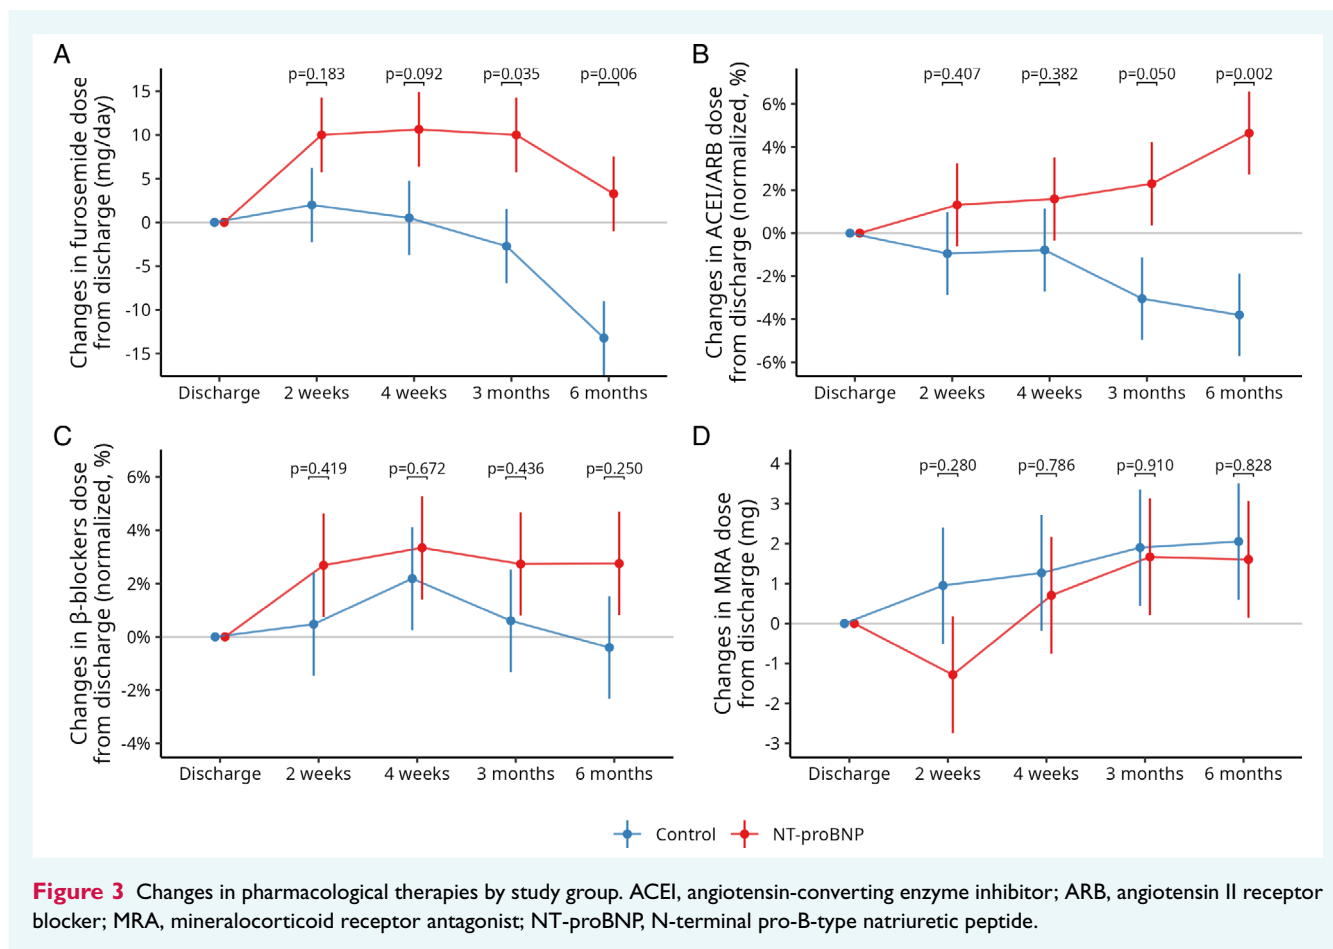 A
Changes in furosemide dose
from discharge (mg/day)
p=0.183 p=0.092 p=0.035 p=0.006
15
10
5
0
-5
-10
-15
Discharge 2 weeks 4 weeks 3 months 6 months
B
Changes in ACEI/ARB dose
from discharge (normalized, %)
p=0.407 p=0.382 p=0.050 p=0.002
6%
4%
2%
0%
-2%
-4%
-6%
Discharge 2 weeks 4 weeks 3 months 6 months
C
Changes in β-blockers dose
from discharge (normalized, %)
p=0.419 p=0.672 p=0.436 p=0.250
6%
4%
2%
0%
-2%
-4%
Discharge 2 weeks 4 weeks 3 months 6 months
D
Changes in MRA dose
from discharge (mg)
p=0.280 p=0.786 p=0.910 p=0.828
4
3
2
1
0
-1
-2
-3
Discharge 2 weeks 4 weeks 3 months 6 months
Control NT-proBNP
Figure 3 Changes in pharmacological therapies by study group. ACEI, angiotensin-converting enzyme inhibitor; ARB, angiotensin II receptor
blocker; MRA, mineralocorticoid receptor antagonist; NT-proBNP, N-terminal pro-B-type natriuretic peptide.